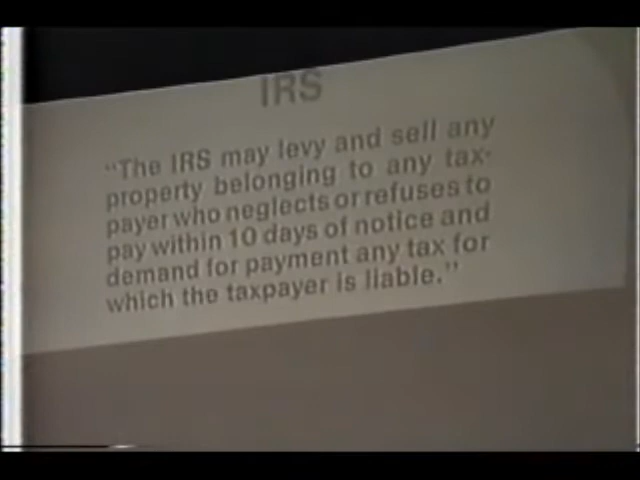 IRS
"The IRS may levy and sell any
property belonging to any tax-
payer who neglects or refuses to
pay within 10 days of notice and
demand for payment any tax for
which the taxpayer is liable."